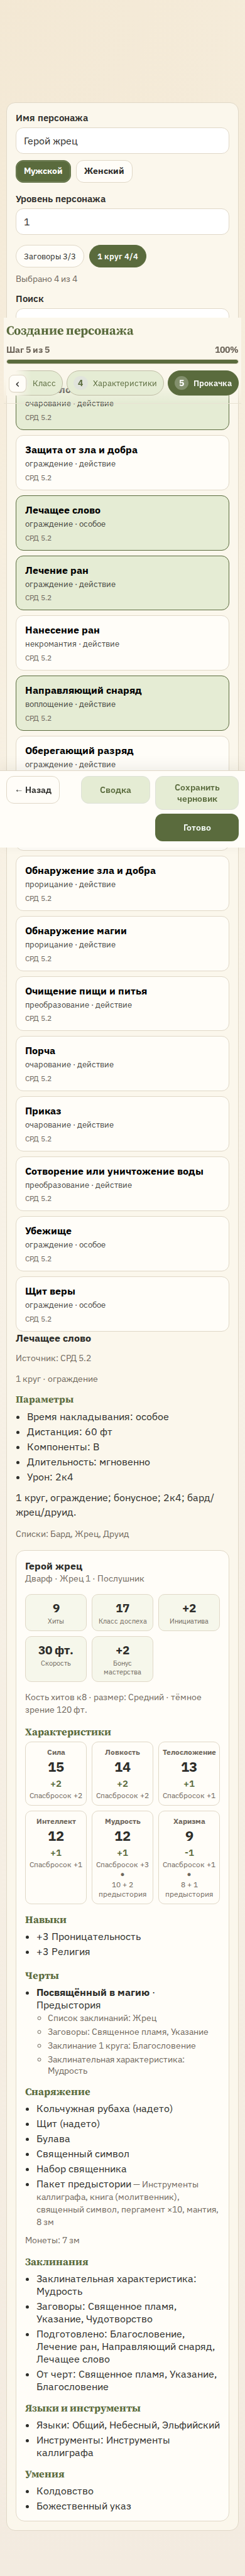 Имя персонажа
Герой жрец
Мужской
Женский
Уровень персонажа
1
Заговоры 3/3
1 круг 4/4
Выбрано 4 из 4
Поиск
Создание персонажа
Шаг 5 из 5
100%
‹
Класс
4
Характеристики
5
Прокачка
очарование · действие
СРД 5.2
Защита от зла и добра
ограждение · действие
СРД 5.2
Лечащее слово
ограждение · особое
СРД 5.2
Лечение ран
ограждение · действие
СРД 5.2
Нанесение ран
некромантия · действие
СРД 5.2
Направляющий снаряд
воплощение · действие
СРД 5.2
Оберегающий разряд
ограждение · действие
← Назад
Сводка
Сохранить
черновик
Готово
Обнаружение зла и добра
прорицание · действие
СРД 5.2
Обнаружение магии
прорицание · действие
СРД 5.2
Очищение пищи и питья
преобразование · действие
СРД 5.2
Порча
очарование · действие
СРД 5.2
Приказ
очарование · действие
СРД 5.2
Сотворение или уничтожение воды
преобразование · действие
СРД 5.2
Убежище
ограждение · особое
СРД 5.2
Щит веры
ограждение · особое
СРД 5.2
Лечащее слово
Источник: СРД 5.2
1 круг · ограждение
Параметры
• Время накладывания: особое
• Дистанция: 60 фт
• Компоненты: В
• Длительность: мгновенно
• Урон: 2к4
1 круг, ограждение; бонусное; 2к4; бард/
жрец/друид.
Списки: Бард, Жрец, Друид
Герой жрец
Дварф · Жрец 1 · Послушник
9
Хиты
17
Класс доспеха
+2
Инициатива
30 фт.
Скорость
+2
Бонус
мастерства
Кость хитов к8 · размер: Средний · тёмное
зрение 120 фт.
Характеристики
Сила
15
+2
Спасбросок +2
Ловкость
14
+2
Спасбросок +2
Телосложение
13
+1
Спасбросок +1
Интеллект
12
+1
Спасбросок +1
Мудрость
12
+1
Спасбросок +3
•
10 + 2
предыстория
Харизма
9
-1
Спасбросок +1
•
8 + 1
предыстория
Навыки
• +3 Проницательность
• +3 Религия
Черты
• Посвящённый в магию ·
Предыстория
◦ Список заклинаний: Жрец
◦ Заговоры: Священное пламя, Указание
◦ Заклинание 1 круга: Благословение
◦ Заклинательная характеристика:
Мудрость
Снаряжение
• Кольчужная рубаха (надето)
• Щит (надето)
• Булава
• Священный символ
• Набор священника
• Пакет предыстории — Инструменты
каллиграфа, книга (молитвенник),
священный символ, пергамент ×10, мантия,
8 зм
Монеты: 7 зм
Заклинания
• Заклинательная характеристика:
Мудрость
• Заговоры: Священное пламя,
Указание, Чудотворство
• Подготовлено: Благословение,
Лечение ран, Направляющий снаряд,
Лечащее слово
• От черт: Священное пламя, Указание,
Благословение
Языки и инструменты
• Языки: Общий, Небесный, Эльфийский
• Инструменты: Инструменты
каллиграфа
Умения
• Колдовство
• Божественный указ